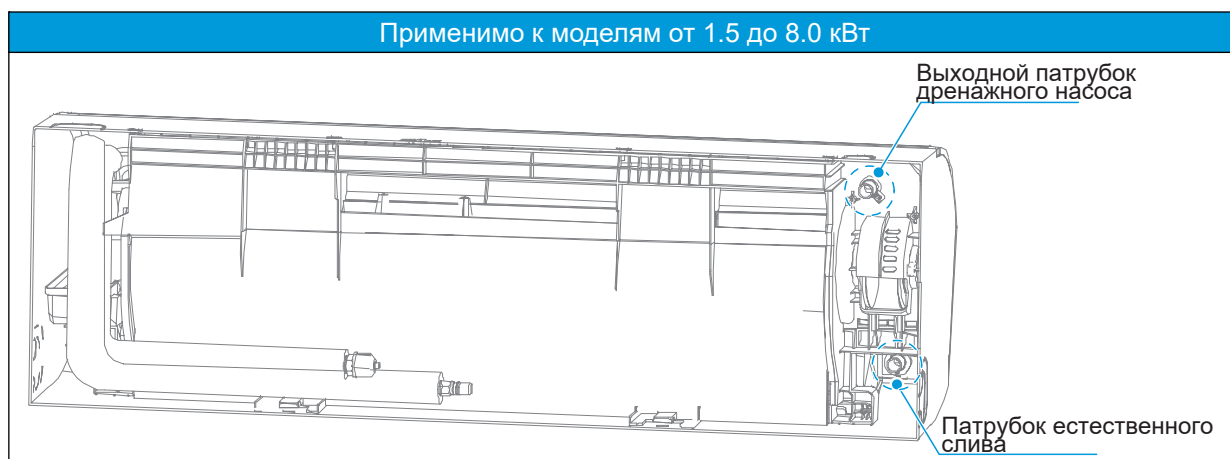 Применимо к моделям от 1.5 до 8.0 кВт
Выходной патрубок
дренажного насоса
Патрубок естественного
слива